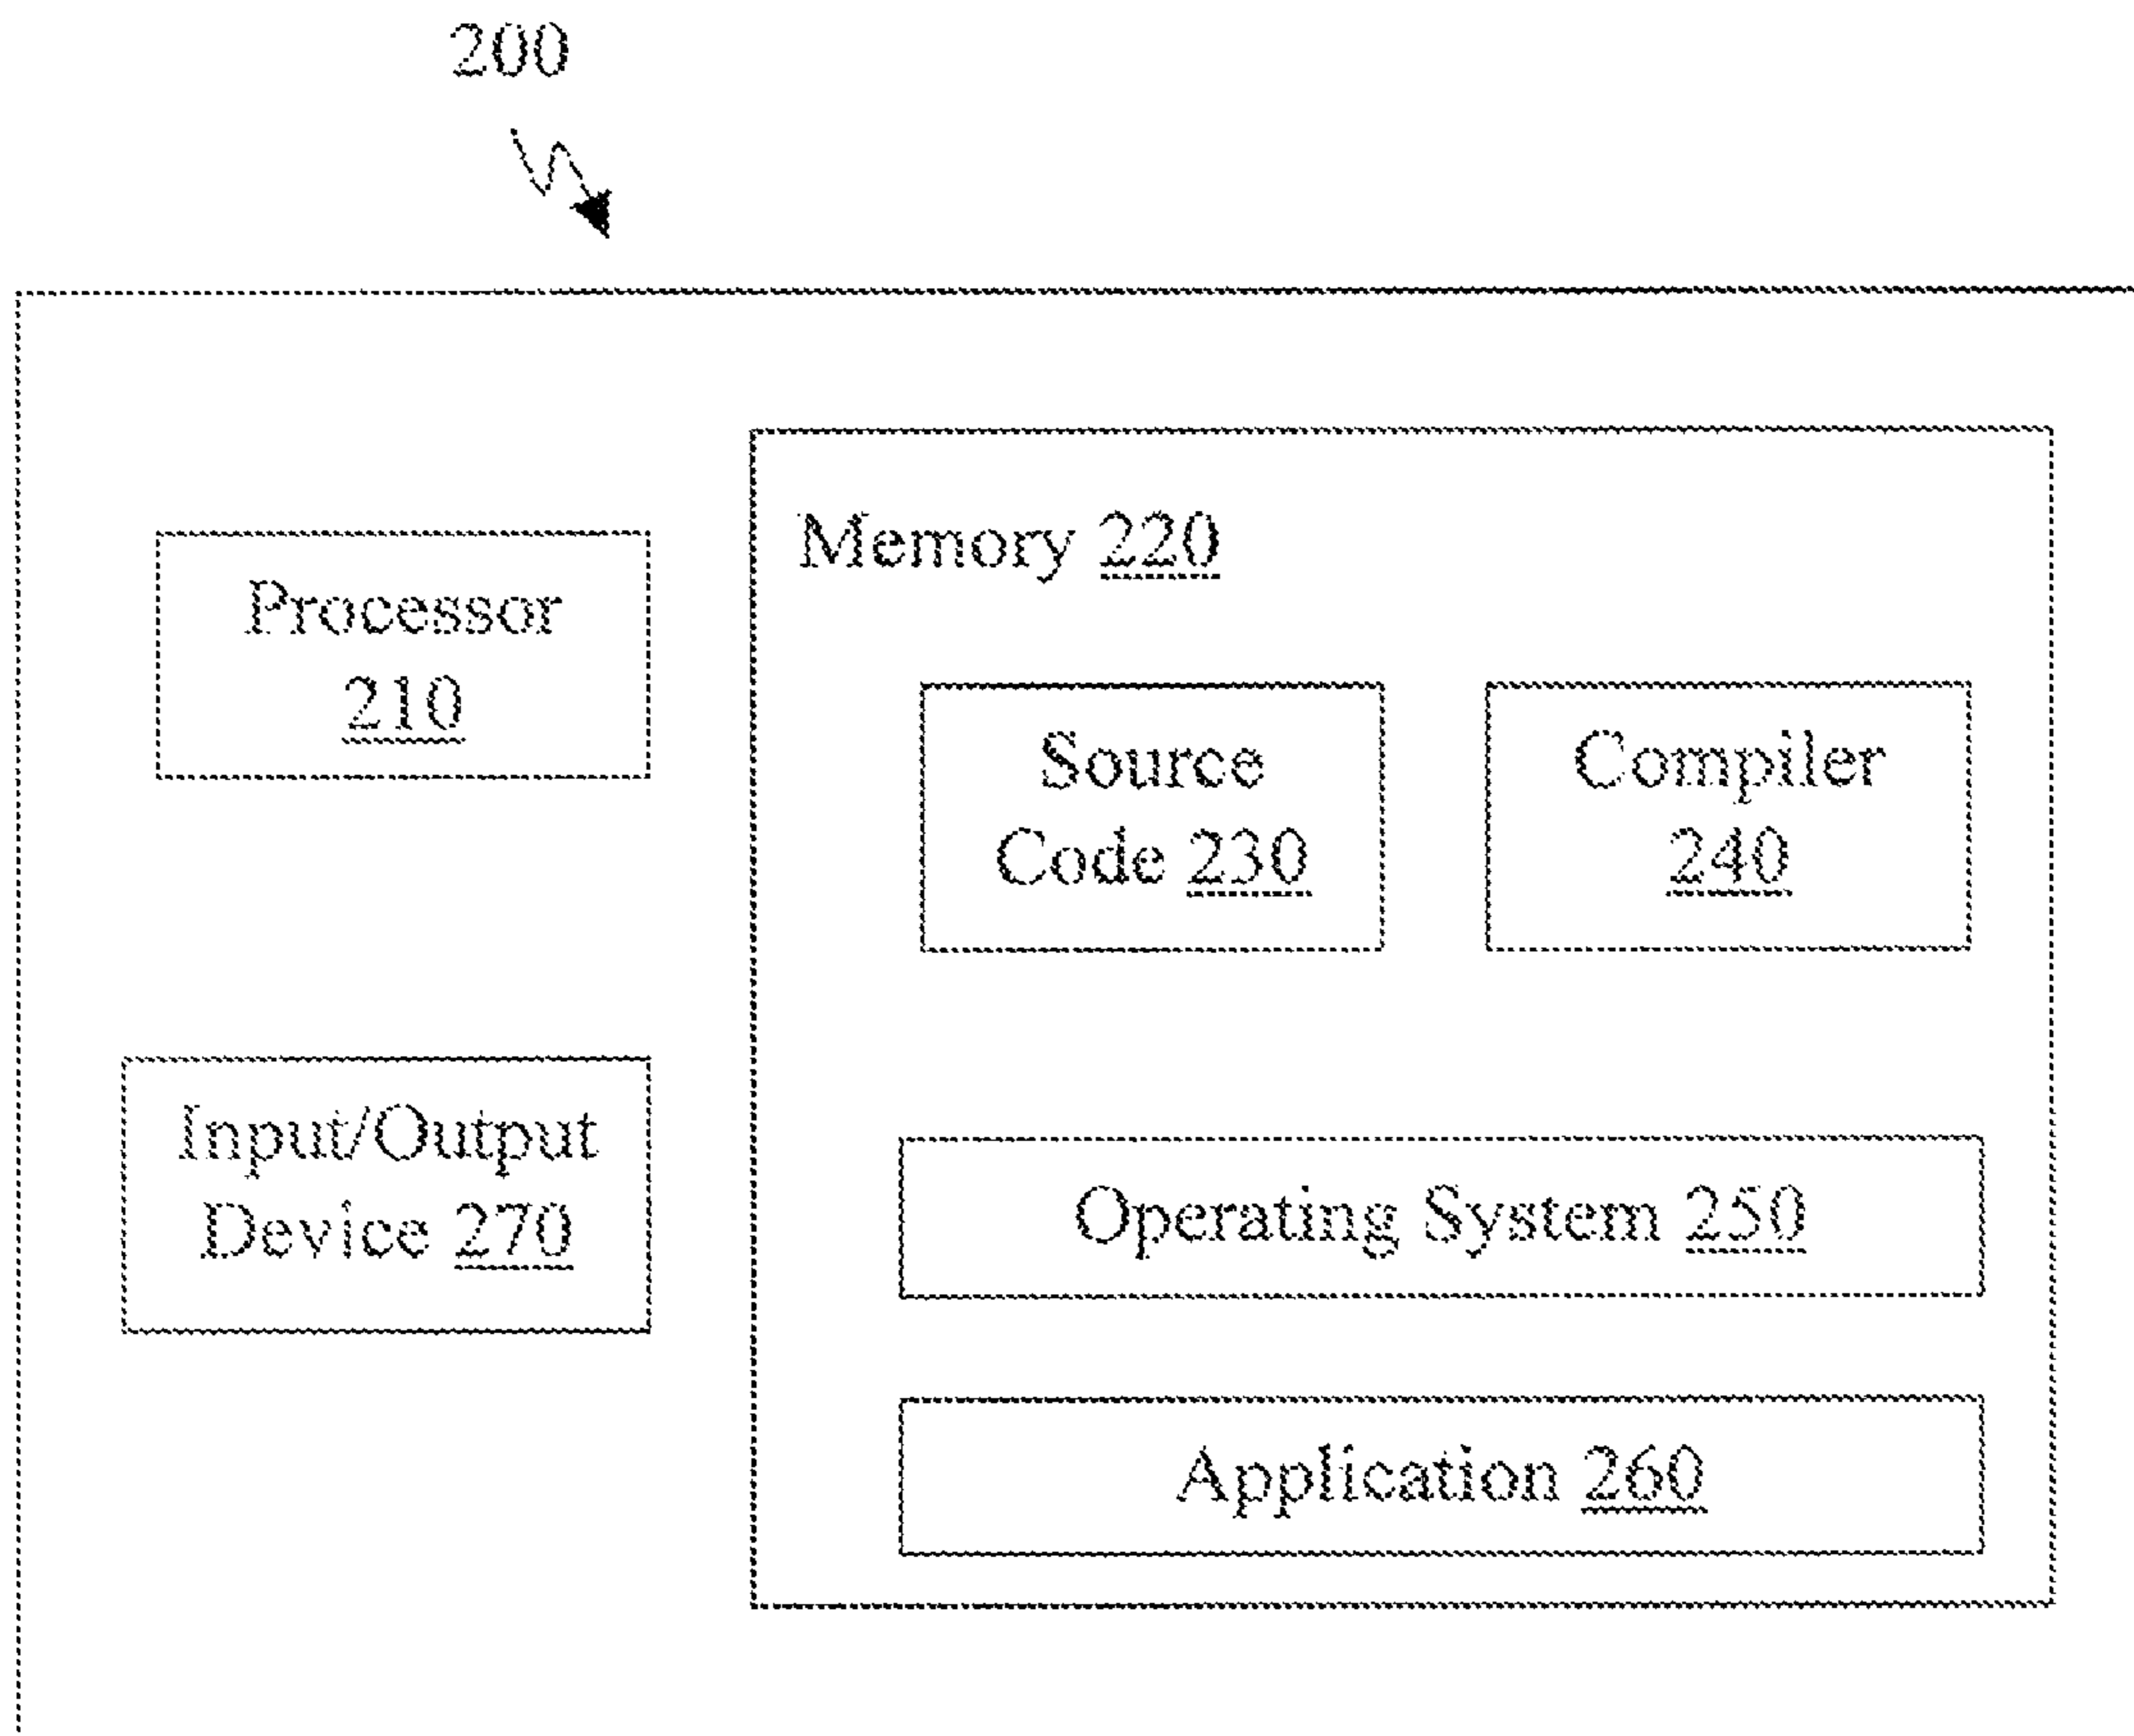 200
Processor
210
Memory 220
Source
Code 230
Compiler
240
Input/Output
Device 270
Operating System 250
Application 260